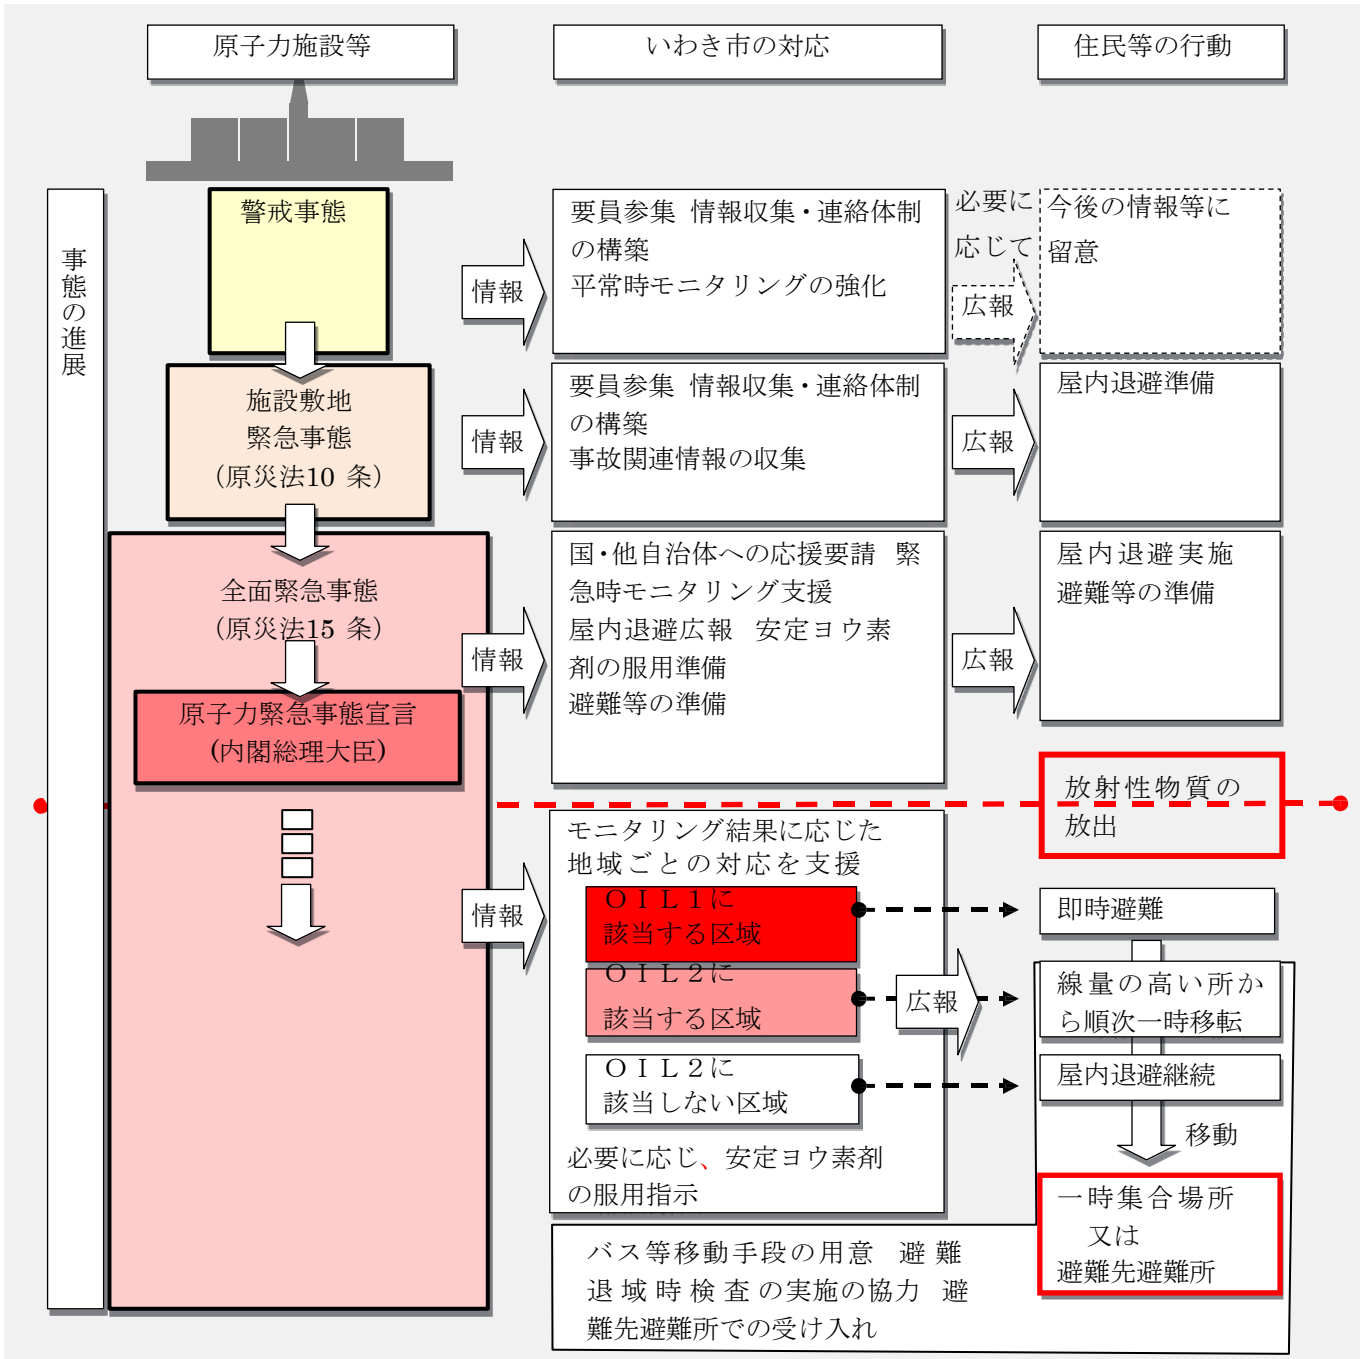 原子力施設等
いわき市の対応
住民等の行動
事態の進展
警戒事態
情報
要員参集 情報収集・連絡体制
の構築
平常時モニタリングの強化
必要に
応じて
広報
今後の情報等に
留意
施設敷地
緊急事態
（原災法10 条）
情報
要員参集 情報収集・連絡体制
の構築
事故関連情報の収集
広報
屋内退避準備
全面緊急事態
（原災法15 条）
情報
国・他自治体への応援要請 緊
急時モニタリング支援
屋内退避広報 安定ヨウ素
剤の服用準備
避難等の準備
広報
屋内退避実施
避難等の準備
原子力緊急事態宣言
(内閣総理大臣)
放射性物質の
放出
情報
モニタリング結果に応じた
地域ごとの対応を支援
ＯＩＬ１に
該当する区域
ＯＩＬ２に
該当する区域
ＯＩＬ２に
該当しない区域
必要に応じ、安定ヨウ素剤
の服用指示
広報
即時避難
線量の高い所か
ら順次一時移転
屋内退避継続
移動
一時集合場所
又は
避難先避難所
バス等移動手段の用意 避難
退域時検査の実施の協力 避
難先避難所での受け入れ